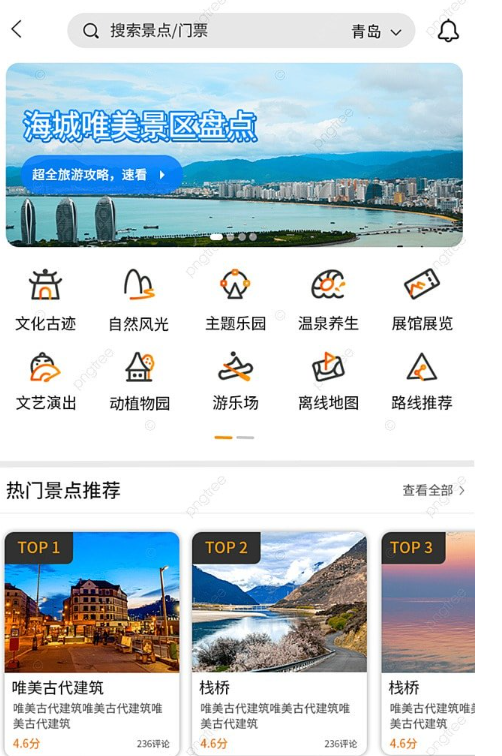 搜索景点/门票
青岛
海城唯美景区盘点
超全旅游攻略，速看
文化古迹 自然风光 主题乐园 温泉养生 展馆展览
文艺演出 动植物园 游乐场 离线地图 路线推荐
热门景点推荐
查看全部
TOP 1
唯美古代建筑
唯美古代建筑唯美古代建筑唯
美古代建筑
4.6分
236评论
TOP 2
栈桥
唯美古代建筑唯美古代建筑唯
美古代建筑
4.6分
236评论
TOP 3
栈桥
唯美古代建筑唯美
美古代建筑
4.6分
pngtree